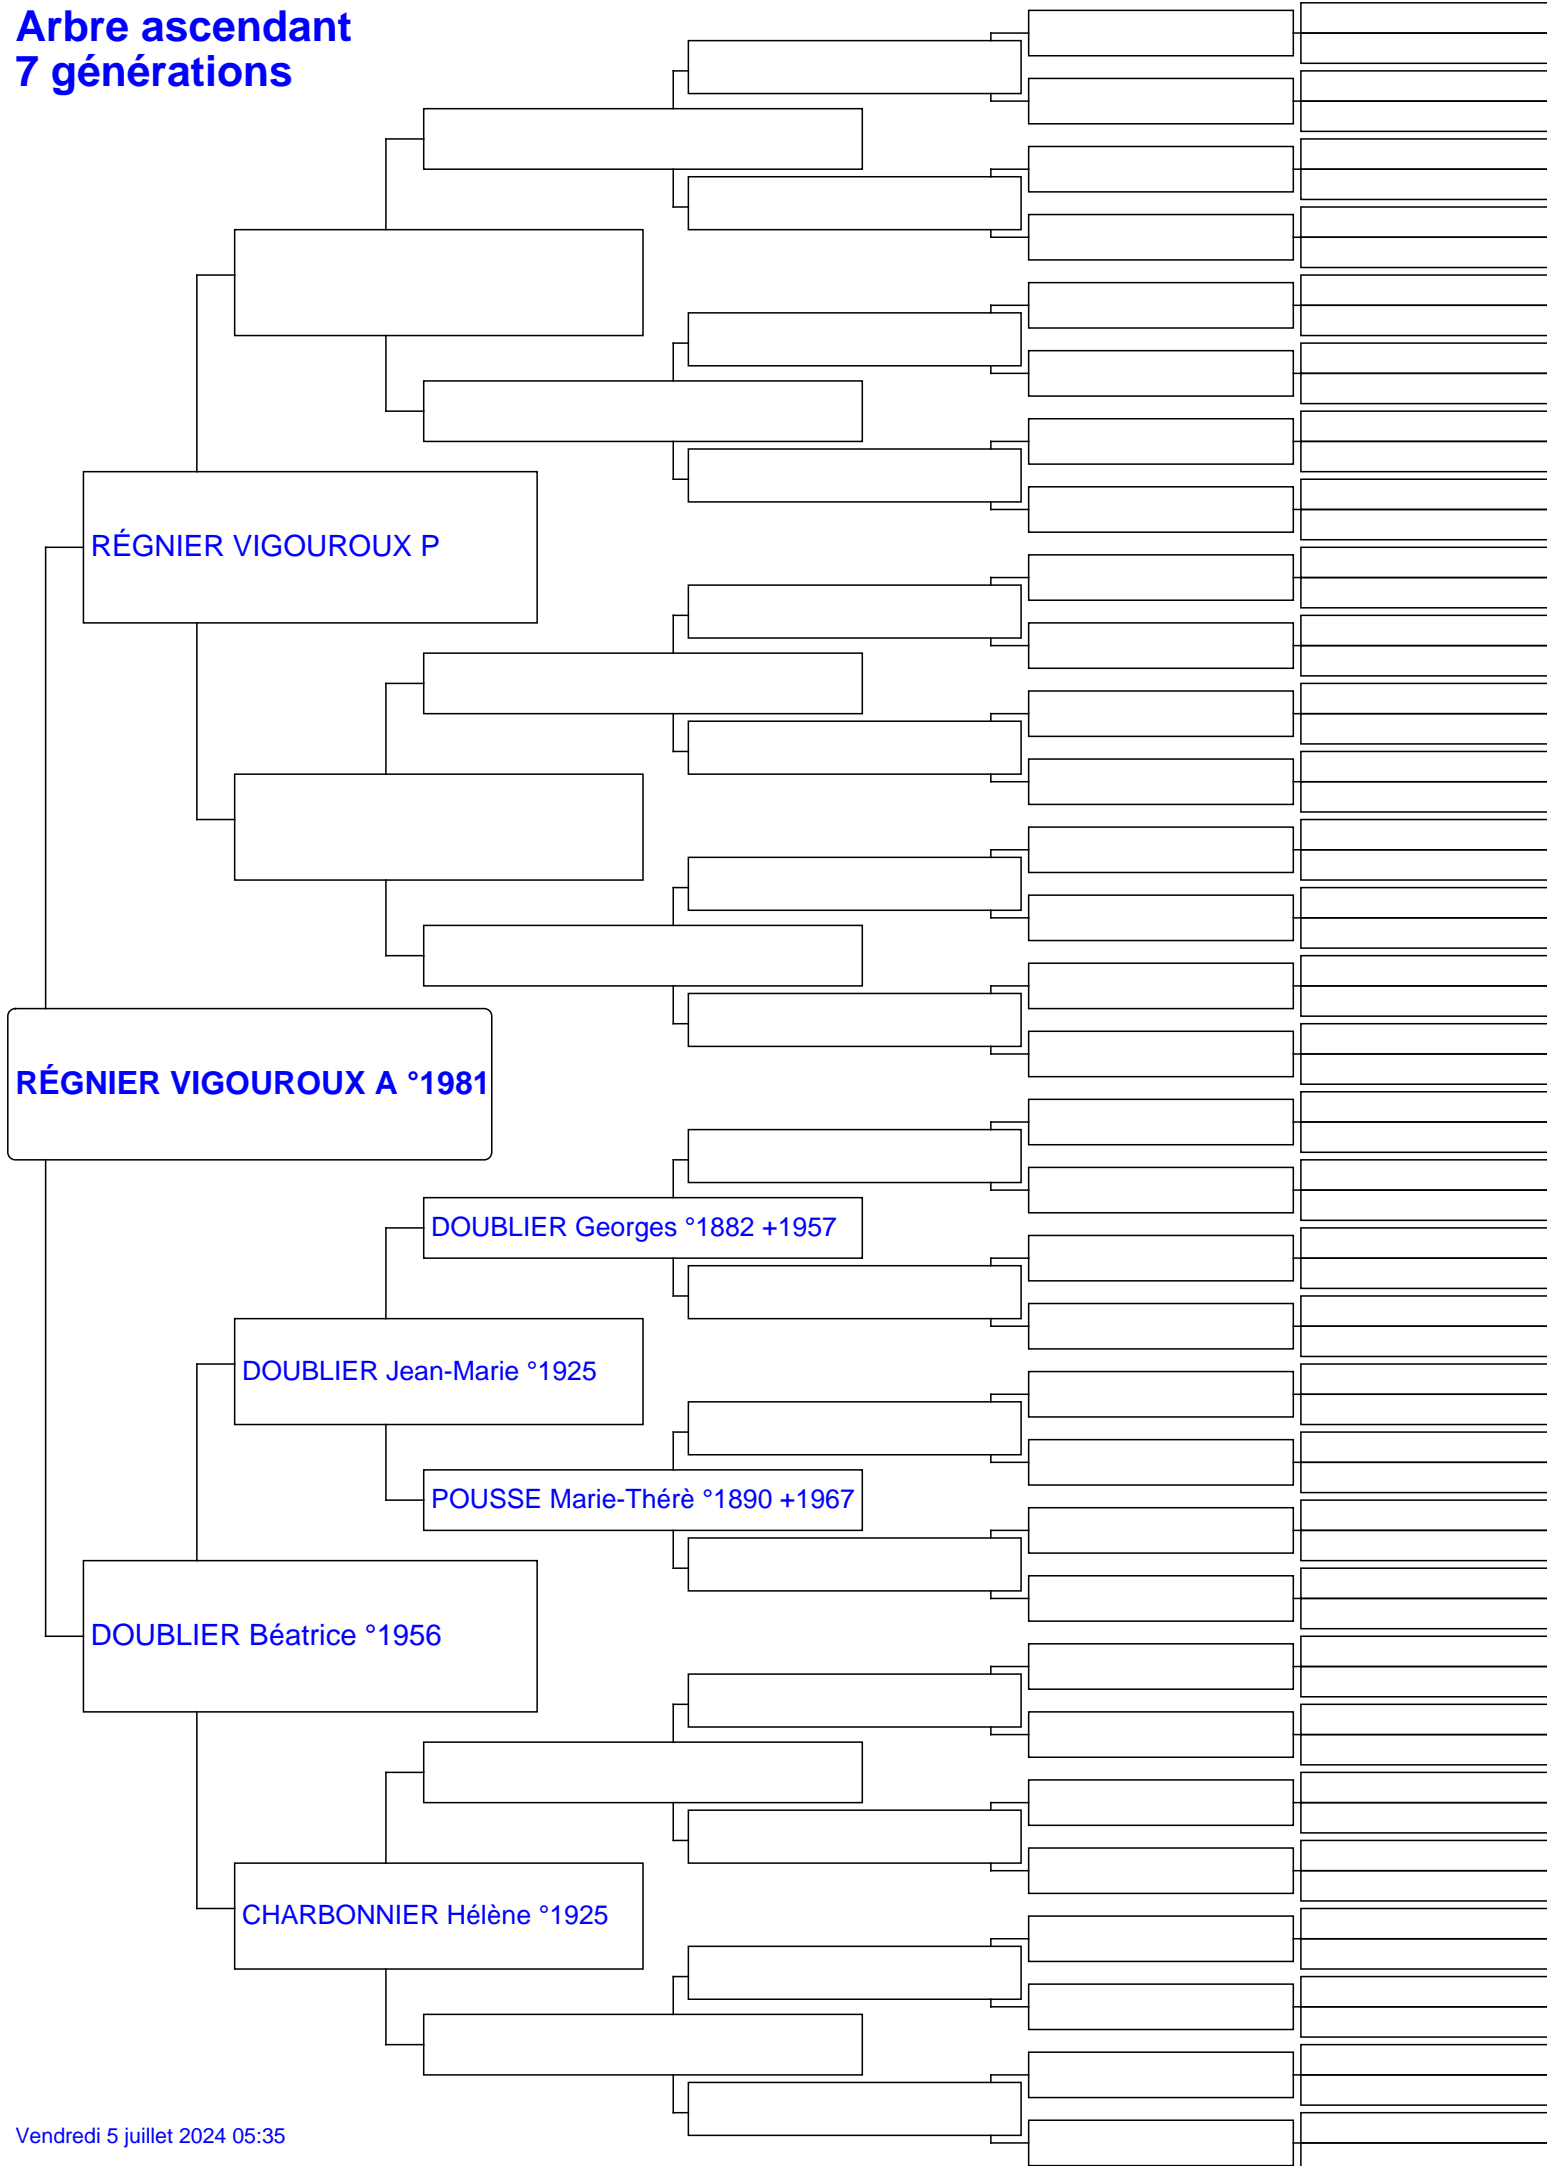 Arbre ascendant
7 générations
RÉGNIER VIGOUROUX P
RÉGNIER VIGOUROUX A °1981
DOUBLIER Georges °1882 +1957
DOUBLIER Jean-Marie °1925
POUSSE Marie-Thérè °1890 +1967
DOUBLIER Béatrice °1956
CHARBONNIER Hélène °1925
Vendredi 5 juillet 2024 05:35